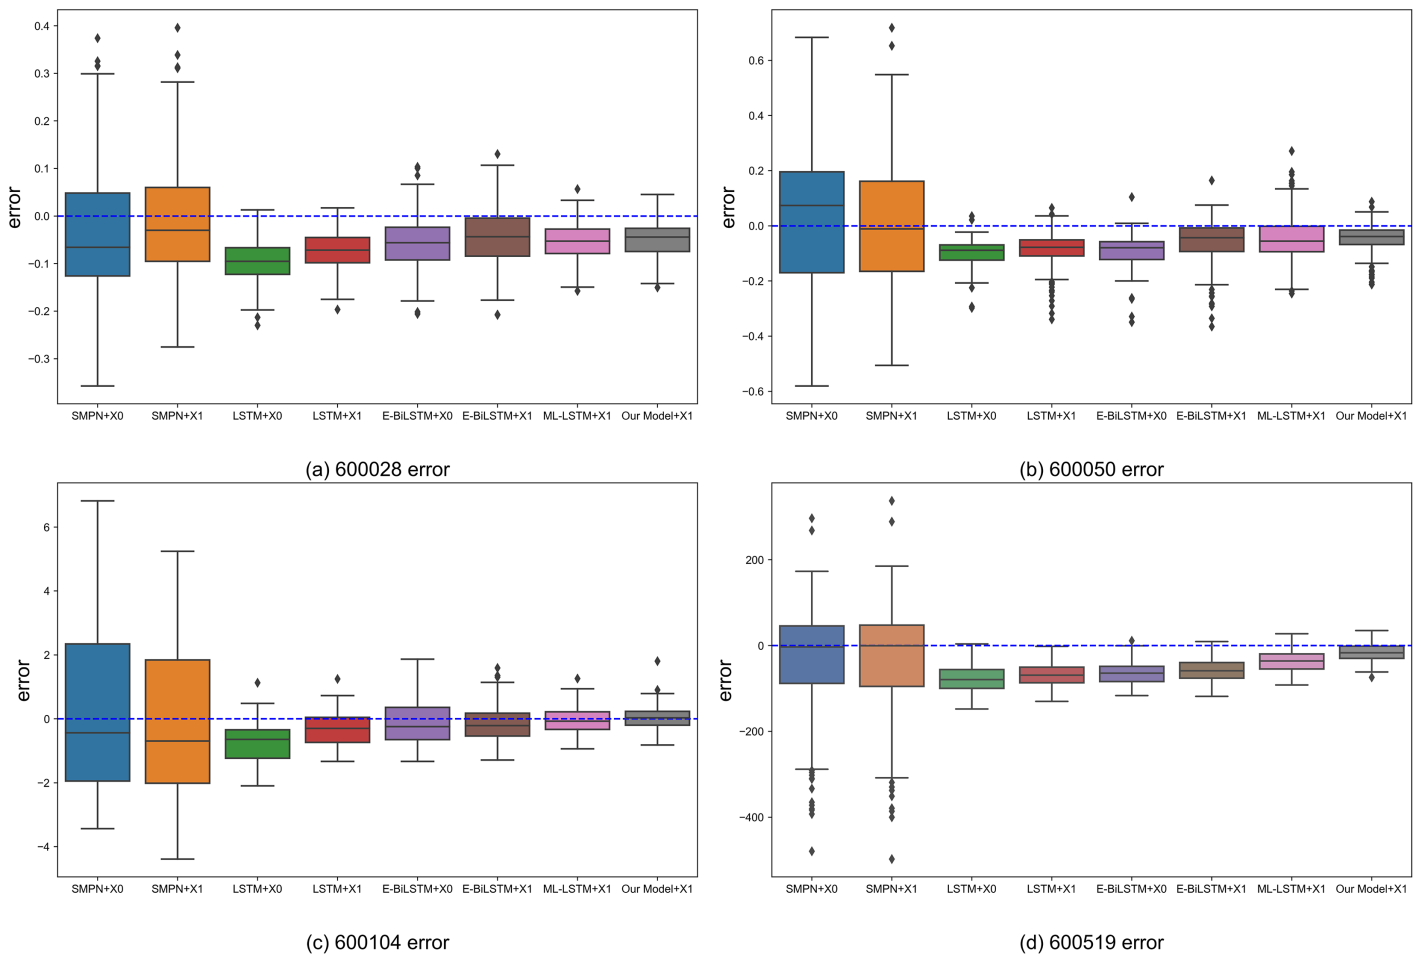 error
0.4
0.3
0.2
0.1
0.0
−0.1
−0.2
−0.3
SMPN+X0 SMPN+X1 LSTM+X0 LSTM+X1 E-BiLSTM+X0 E-BiLSTM+X1 ML-LSTM+X1 Our Model+X1
(a) 600028 error
error
0.6
0.4
0.2
0.0
−0.2
−0.4
−0.6
SMPN+X0 SMPN+X1 LSTM+X0 LSTM+X1 E-BiLSTM+X0 E-BiLSTM+X1 ML-LSTM+X1 Our Model+X1
(b) 600050 error
error
6
4
2
0
−2
−4
SMPN+X0 SMPN+X1 LSTM+X0 LSTM+X1 E-BiLSTM+X0 E-BiLSTM+X1 ML-LSTM+X1 Our Model+X1
(c) 600104 error
error
200
0
−200
−400
SMPN+X0 SMPN+X1 LSTM+X0 LSTM+X1 E-BiLSTM+X0 E-BiLSTM+X1 ML-LSTM+X1 Our Model+X1
(d) 600519 error